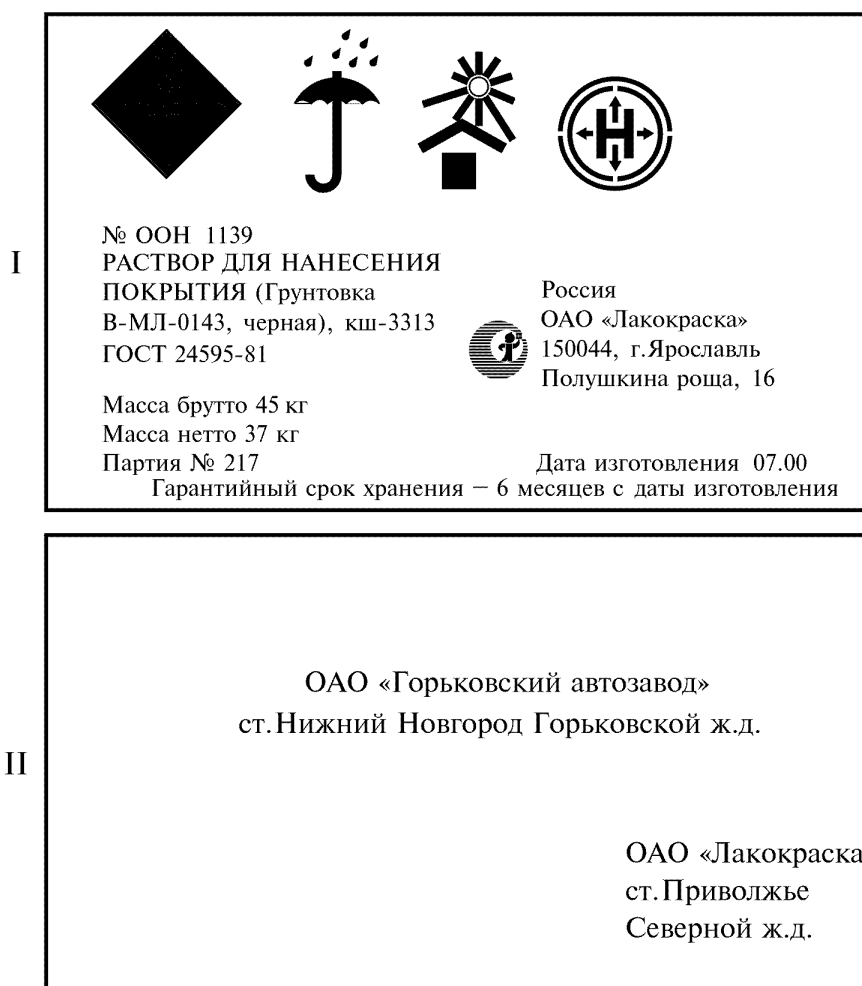 I
Н
№ ООН 1139
РАСТВОР ДЛЯ НАНЕСЕНИЯ
ПОКРЫТИЯ (Грунтовка
В-МЛ-0143, черная), кш-3313
ГОСТ 24595-81
Россия
ОАО «Лакокраска»
150044, г.Ярославль
Полушкина роща, 16
Масса брутто 45 кг
Масса нетто 37 кг
Партия № 217
Дата изготовления 07.00
Гарантийный срок хранения – 6 месяцев с даты изготовления
II
ОАО «Горьковский автозавод»
ст.Нижний Новгород Горьковской ж.д.
ОАО «Лакокраска
ст.Приволжье
Северной ж.д.